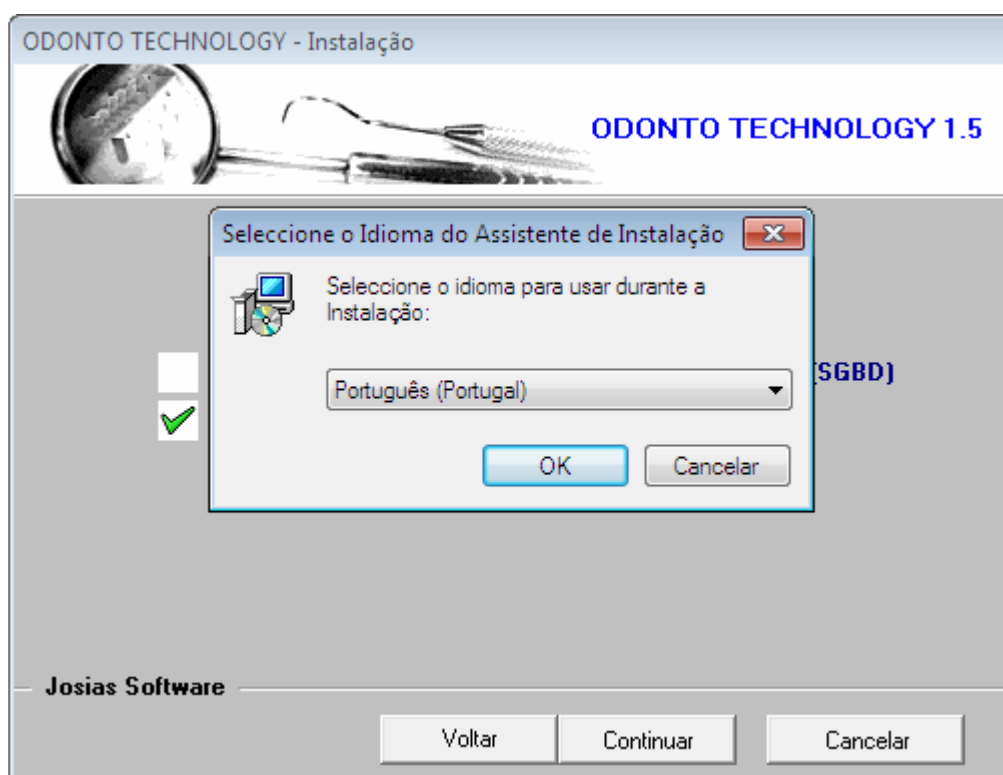 ODONTO TECHNOLOGY - Instalação
ODONTO TECHNOLOGY 1.5
Seleccione o Idioma do Assistente de Instalação
Seleccione o idioma para usar durante a
Instalação:
(SGBD)
Português (Portugal)
OK
Cancelar
Josias Software
Voltar
Continuar
Cancelar